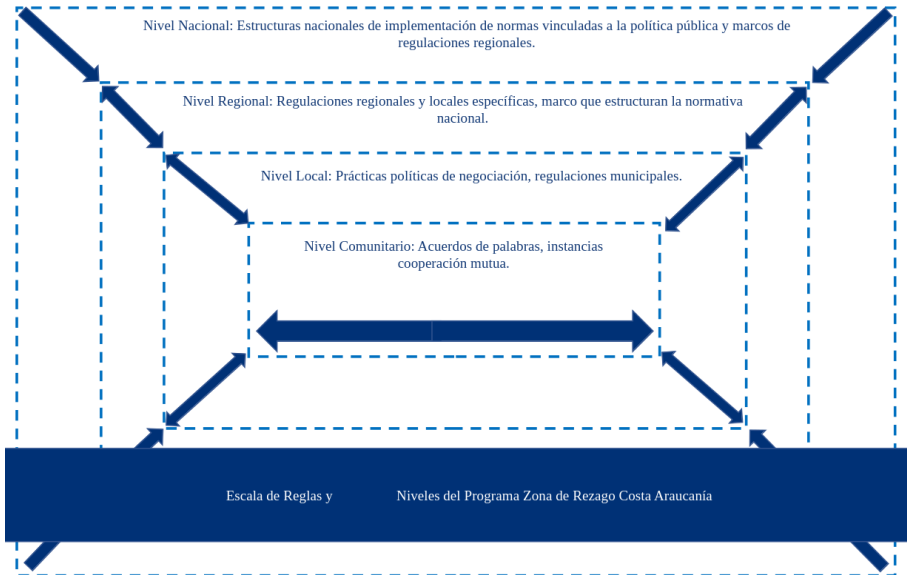 Nivel Nacional: Estructuras nacionales de implementación de normas vinculadas a la política pública y marcos de
regulaciones regionales.
Nivel Regional: Regulaciones regionales y locales específicas, marco que estructuran la normativa
nacional.
Nivel Local: Prácticas políticas de negociación, regulaciones municipales.
Nivel Comunitario: Acuerdos de palabras, instancias
cooperación mutua.
Escala de Reglas y Niveles del Programa Zona de Rezago Costa Araucanía